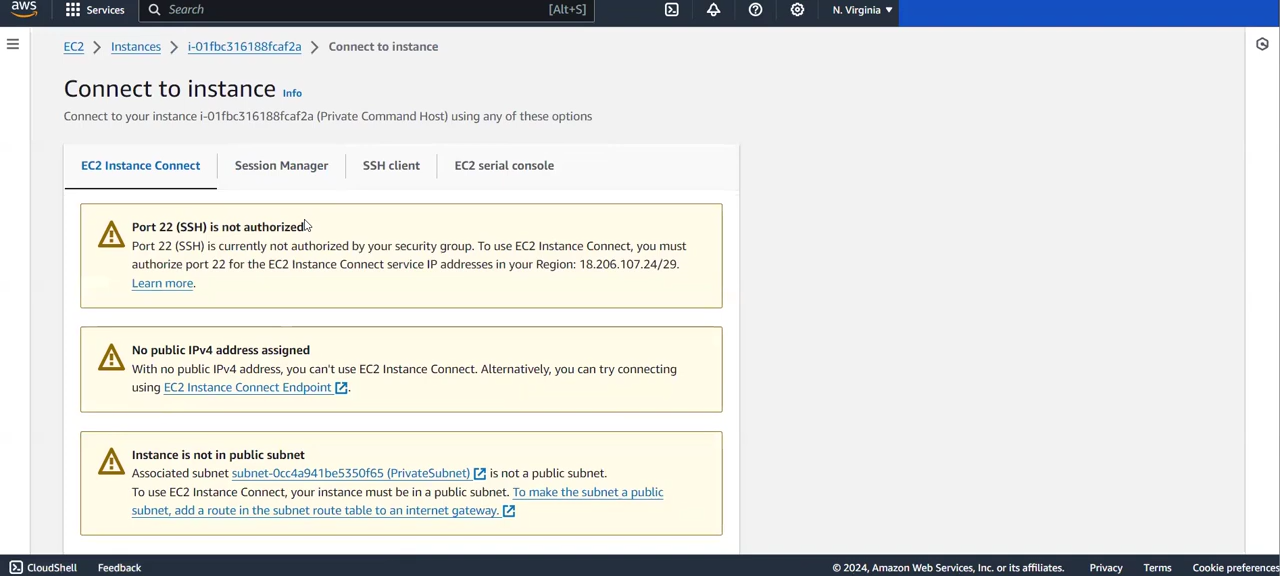 aws
Services
Search
[Alt+S]
N. Virginia
EC2
Instances
i-01fbc316188fcaf2a
Connect to instance
Connect to instance Info
Connect to your instance i-01fbc316188fcaf2a (Private Command Host) using any of these options
EC2 Instance Connect
Session Manager
SSH client
EC2 serial console
Port 22 (SSH) is not authorized
Port 22 (SSH) is currently not authorized by your security group. To use EC2 Instance Connect, you must
authorize port 22 for the EC2 Instance Connect service IP addresses in your Region: 18.206.107.24/29.
Learn more.
No public IPv4 address assigned
With no public IPv4 address, you can't use EC2 Instance Connect. Alternatively, you can try connecting
using EC2 Instance Connect Endpoint.
Instance is not in public subnet
Associated subnet subnet-0cc4a941be5350f65 (PrivateSubnet) is not a public subnet.
To use EC2 Instance Connect, your instance must be in a public subnet. To make the subnet a public
subnet, add a route in the subnet route table to an internet gateway.
CloudShell
Feedback
© 2024, Amazon Web Services, Inc. or its affiliates.
Privacy
Terms
Cookie preferences